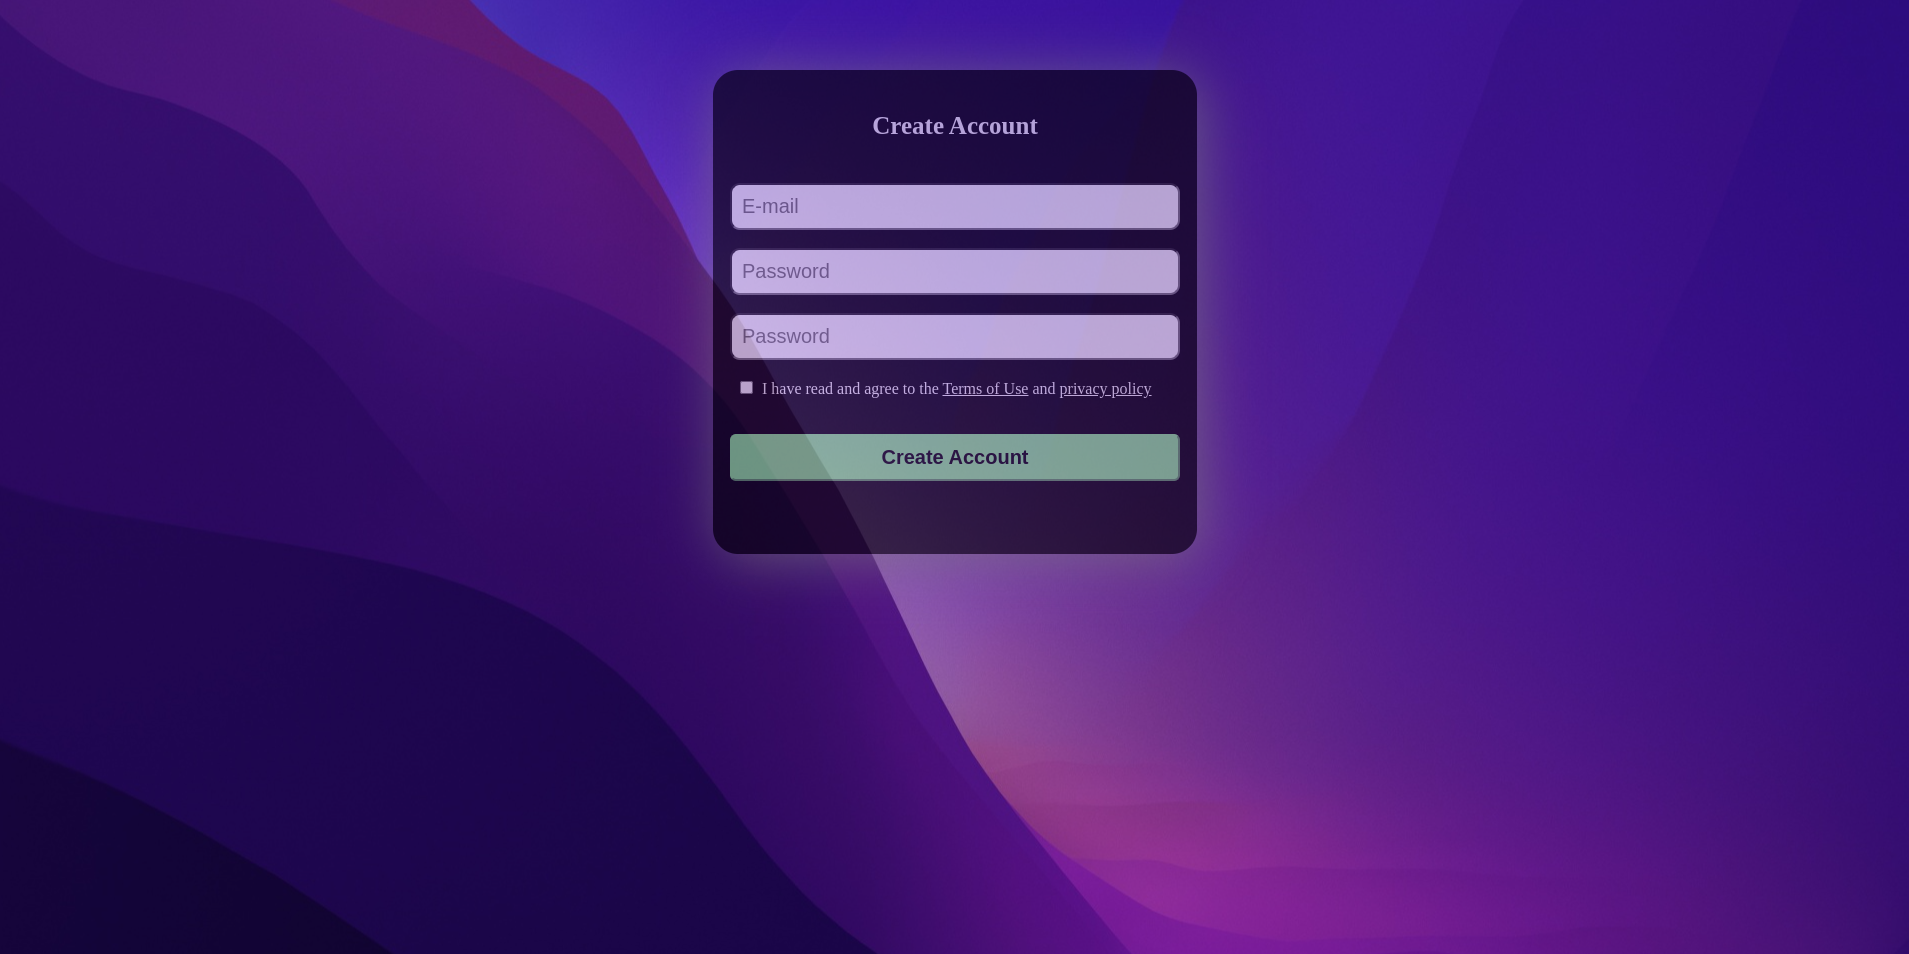 Create Account
E-mail
Password
Password
I have read and agree to the Terms of Use and privacy policy
Create Account